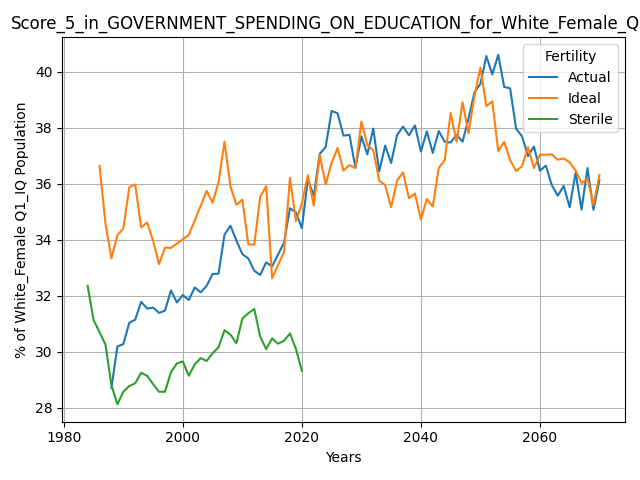 Score_5_in_GOVERNMENT_SPENDING_ON_EDUCATION_for_White_Female_Q
Fertility
Actual
Ideal
Sterile
% of White_Female Q1_IQ Population
40
38
36
34
32
30
28
1980 2000 2020 2040 2060
Years